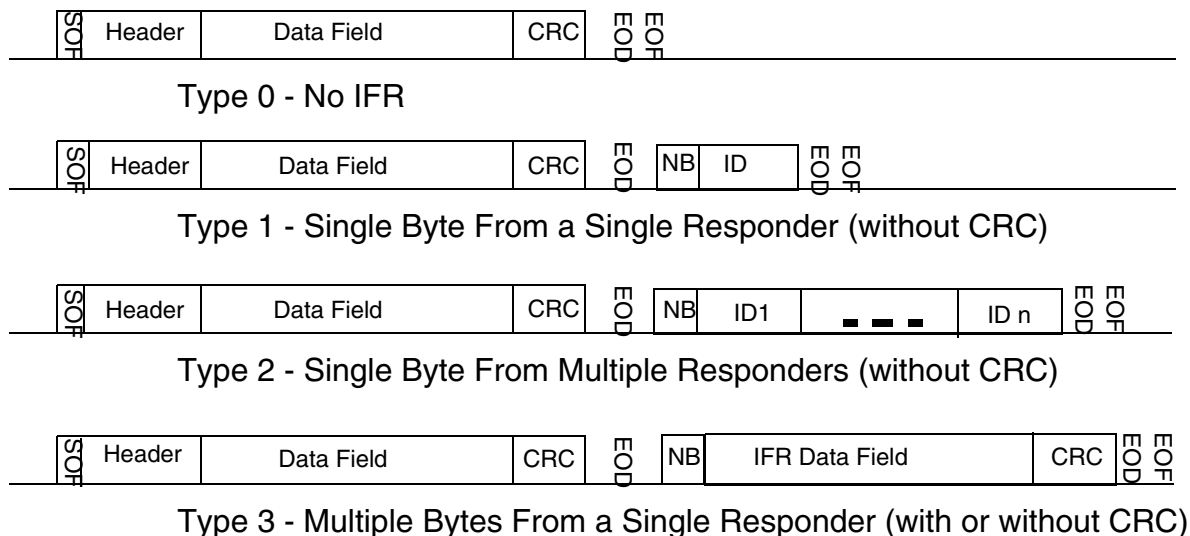 SOF Header Data Field CRC EOD EOF
Type 0 - No IFR
SOF Header Data Field CRC EOD NB ID EOD EOF
Type 1 - Single Byte From a Single Responder (without CRC)
SOF Header Data Field CRC EOD NB ID1 ID n EOD EOF
Type 2 - Single Byte From Multiple Responders (without CRC)
SOF Header Data Field CRC EOD NB IFR Data Field CRC EOD EOF
Type 3 - Multiple Bytes From a Single Responder (with or without CRC)